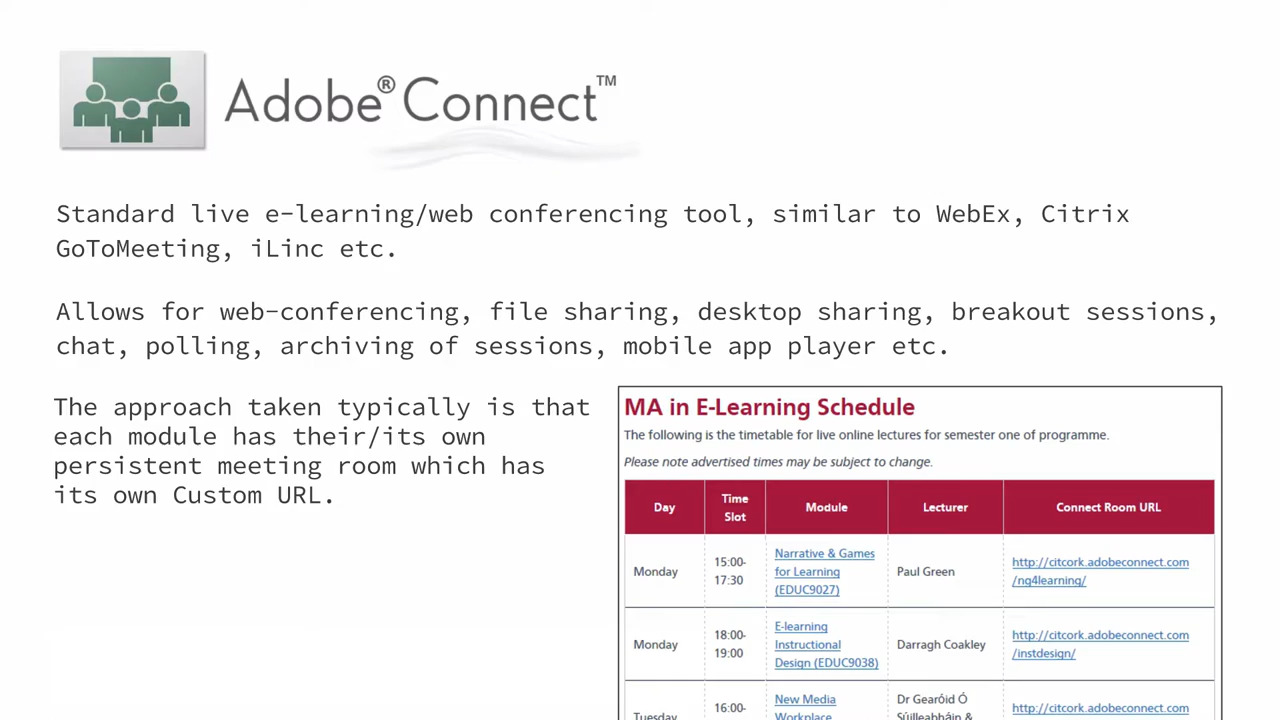 Adobe® Connect™
Standard live e-learning/web conferencing tool, similar to WebEx, Citrix
GoToMeeting, iLinc etc.
Allows for web-conferencing, file sharing, desktop sharing, breakout sessions,
chat, polling, archiving of sessions, mobile app player etc.
The approach taken typically is that
each module has their/its own
persistent meeting room which has
its own Custom URL.
MA in E-Learning Schedule
The following is the timetable for live online lectures for semester one of programme.
Please note advertised times may be subject to change.
Day
Time
Slot
Module
Lecturer
Connect Room URL
Monday
15:00-
17:30
Narrative & Games
for Learning
(EDUC9027)
Paul Green
http://citcork.adobeconnect.com
/ng4learning/
Monday
18:00-
19:00
E-learning
Instructional
Design (EDUC9038)
Darragh Coakley
http://citcork.adobeconnect.com
/instdesign/
Tuesday
16:00-
New Media
Workplace
Dr Gearóid Ó
Súilleabháin &
http://citcork.adobeconnect.com